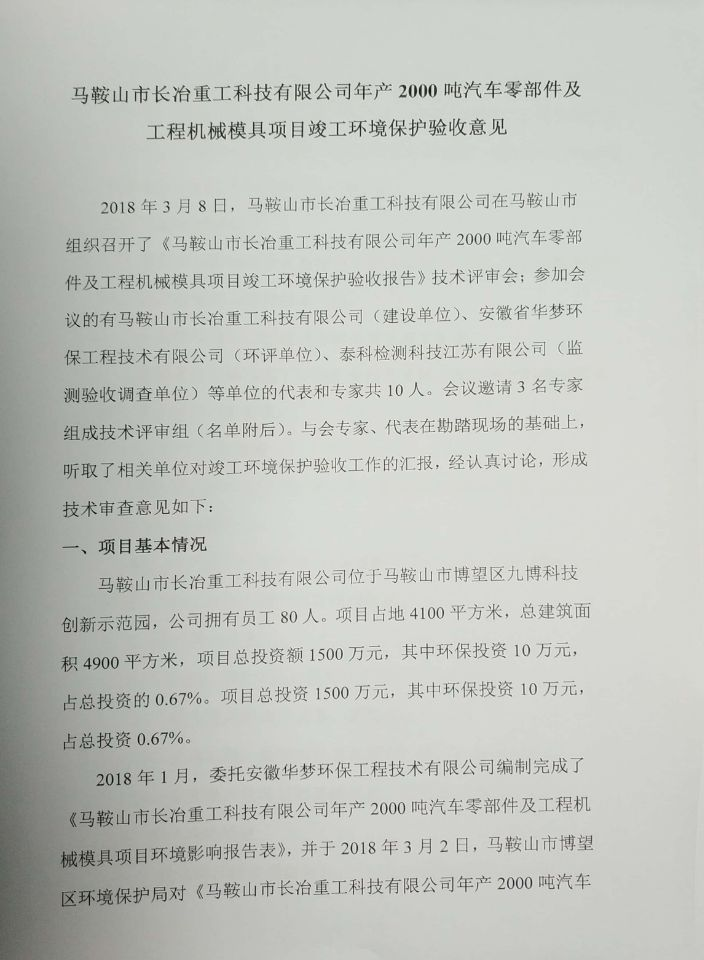 马鞍山市长冶重工科技有限公司年产 2000 吨汽车零部件及
工程机械模具项目竣工环境保护验收意见
2018 年 3 月 8 日，马鞍山市长冶重工科技有限公司在马鞍山市
组织召开了《马鞍山市长冶重工科技有限公司年产 2000 吨汽车零部
件及工程机械模具项目竣工环境保护验收报告》技术评审会；参加会
议的有马鞍山市长冶重工科技有限公司（建设单位）、安徽省华梦环
保工程技术有限公司（环评单位）、泰科检测科技江苏有限公司（监
测验收调查单位）等单位的代表和专家共 10 人。会议邀请 3 名专家
组成技术评审组（名单附后）。与会专家、代表在勘踏现场的基础上，
听取了相关单位对竣工环境保护验收工作的汇报，经认真讨论，形成
技术审查意见如下：
一、项目基本情况
马鞍山市长冶重工科技有限公司位于马鞍山市博望区九博科技
创新示范园，公司拥有员工 80 人。项目占地 4100 平方米，总建筑面
积 4900 平方米，项目总投资额 1500 万元，其中环保投资 10 万元，
占总投资的 0.67%。项目总投资 1500 万元，其中环保投资 10 万元，
占总投资 0.67%。
2018 年 1 月，委托安徽华梦环保工程技术有限公司编制完成了
《马鞍山市长冶重工科技有限公司年产 2000 吨汽车零部件及工程机
械模具项目环境影响报告表》，并于 2018 年 3 月 2 日，马鞍山市博望
区环境保护局对《马鞍山市长冶重工科技有限公司年产 2000 吨汽车